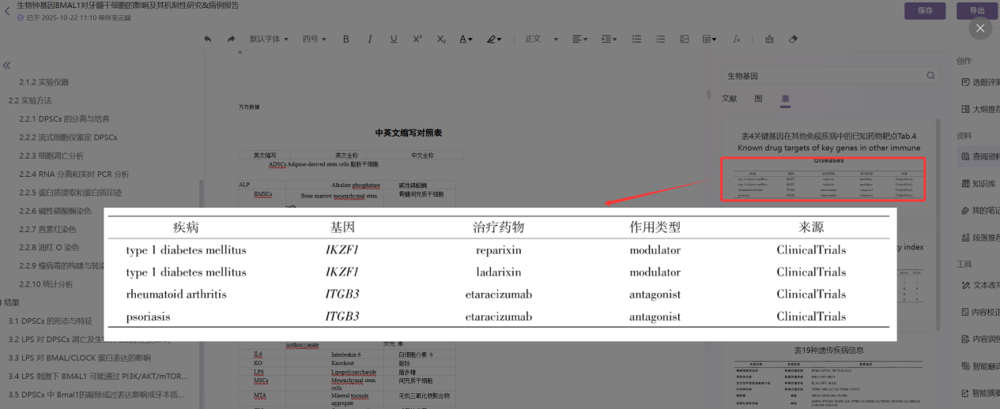 生物钟基因BMAL1对牙髓干细胞的影响及其机制性研究&病例报告
已于 2025-10-22 11:10 保存至云端
保存
导出
默认字体
四号
B
I
U
X²
X₂
A
正文
2.1.2 实验仪器
2.2 实验方法
2.2.1 DPSCs 的分离与培养
2.2.2 流式细胞仪鉴定 DPSCs
2.2.3 细胞凋亡分析
2.2.4 RNA 分离和实时 PCR 分析
2.2.5 蛋白质提取和蛋白质印迹
2.2.6 碱性磷酸酶染色
2.2.7 茜素红染色
2.2.8 油红 O 染色
2.2.9 慢病毒的构建与转染
2.2.10 统计分析
3 结果
3.1 DPSCs 的形态与特征
3.2 LPS 对 DPSCs 凋亡及生
3.3 LPS 对 BMAL/CLOCK 蛋白表达的影响
3.4 LPS 刺激下 BMAL1 可能通过 PI3K/AKT/mTOR...
3.5 DPSCs 中 Bmal1的敲除或过表达影响成牙本质...
万方数据
中英文缩写对照表
英文缩写 英文全称 中文全称
ADSCs Adipose-derived stem cells 脂肪干细胞
ALP Alkaline phosphatase 碱性磷酸酶
BMSCs Bone marrow mesenchymal stem 骨髓间充质干细胞
cells
疾病 基因 治疗药物 作用类型 来源
type 1 diabetes mellitus IKZF1 reparixin modulator ClinicalTrials
type 1 diabetes mellitus IKZF1 ladarixin modulator ClinicalTrials
rheumatoid arthritis ITGB3 etaracizumab antagonist ClinicalTrials
psoriasis ITGB3 etaracizumab antagonist ClinicalTrials
isothiocyanate 荧光 素
IL6 Interleukin 6 白细胞介素 6
KO Knockout 敲除
LPS Lipopolysaccharide 脂多糖
MSCs Mesenchymal stem 间充质干细胞
cells
MTA Mineral trioxide 无机三氧化物聚合物
aggregate
生物基因
文献
图
表
表4关键基因在其他免疫疾病中的已知药物靶点Tab.4
Known drug targets of key genes in other immune
diseases
ty index
表19种遗传疾病信息
创作
选题评测
大纲推荐
资料
查阅资料
知识库
我的笔记
段落推荐
工具
文本改写
内容校正
内容润色
智能翻译
智能摘要